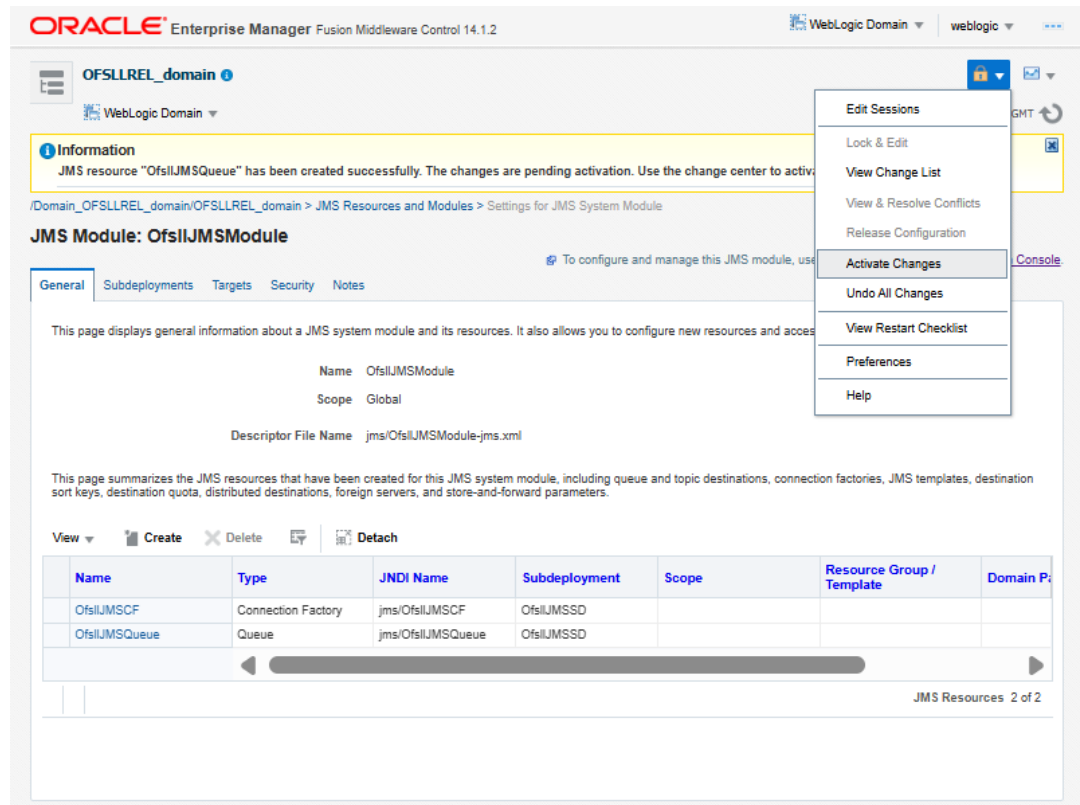 ORACLE Enterprise Manager Fusion Middleware Control 14.1.2
WebLogic Domain
weblogic
OFSLLREL_domain
WebLogic Domain
GMT
Information
JMS resource "OfsllJMSQueue" has been created successfully. The changes are pending activation. Use the change center to activ
/Domain_OFSLLREL_domain/OFSLLREL_domain > JMS Resources and Modules > Settings for JMS System Module
JMS Module: OfsllJMSModule
To configure and manage this JMS module, use
Console.
Edit Sessions
Lock & Edit
View Change List
View & Resolve Conflicts
Release Configuration
Activate Changes
Undo All Changes
View Restart Checklist
Preferences
Help
General Subdeployments Targets Security Notes
This page displays general information about a JMS system module and its resources. It also allows you to configure new resources and acces
Name OfsllJMSModule
Scope Global
Descriptor File Name jms/OfsllJMSModule-jms.xml
This page summarizes the JMS resources that have been created for this JMS system module, including queue and topic destinations, connection factories, JMS templates, destination
sort keys, destination quota, distributed destinations, foreign servers, and store-and-forward parameters.
View Create Delete Detach
Name Type JNDI Name Subdeployment Scope Resource Group / Template Domain Pa
OfsllJMSCF Connection Factory jms/OfsllJMSCF OfsllJMSSD
OfsllJMSQueue Queue jms/OfsllJMSQueue OfsllJMSSD
JMS Resources 2 of 2